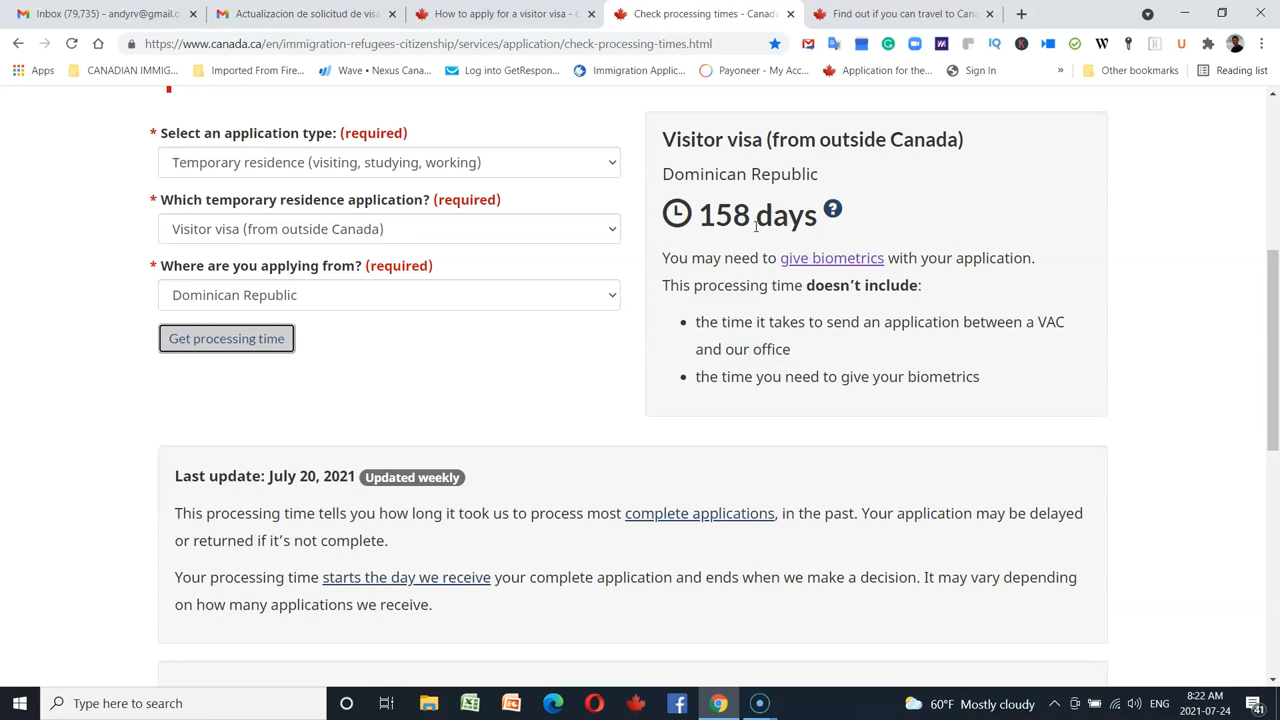 Inbox (79,735) - andyrv@gmail.c
Actualizacion de solicitud de visa
How to apply for a visitor visa - C
Check processing times - Canada
Find out if you can travel to Cana
https://www.canada.ca/en/immigration-refugees-citizenship/services/application/check-processing-times.html
Apps
CANADIAN IMMIG...
Imported From Fire...
Wave • Nexus Cana...
Log into GetRespon...
Immigration Applic...
Payoneer - My Acc...
Application for the...
Sign In
»
Other bookmarks
Reading list
* Select an application type: (required)
Temporary residence (visiting, studying, working)
* Which temporary residence application? (required)
Visitor visa (from outside Canada)
* Where are you applying from? (required)
Dominican Republic
Get processing time
Visitor visa (from outside Canada)
Dominican Republic
158 days ?
You may need to give biometrics with your application.
This processing time doesn't include:
• the time it takes to send an application between a VAC
and our office
• the time you need to give your biometrics
Last update: July 20, 2021 Updated weekly
This processing time tells you how long it took us to process most complete applications, in the past. Your application may be delayed
or returned if it's not complete.
Your processing time starts the day we receive your complete application and ends when we make a decision. It may vary depending
on how many applications we receive.
Type here to search
60°F Mostly cloudy
ENG
8:22 AM
2021-07-24
41